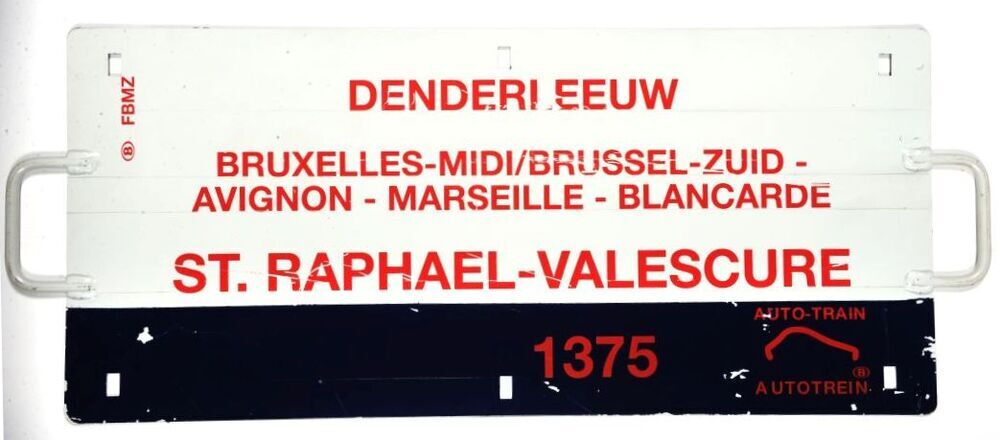 DENDERLEEUW
Ⓑ FBMZ
BRUXELLES-MIDI/BRUSSEL-ZUID -
AVIGNON - MARSEILLE - BLANCARDE
ST. RAPHAEL-VALESCURE
1375
AUTO-TRAIN
Ⓑ
AUTOTREIN